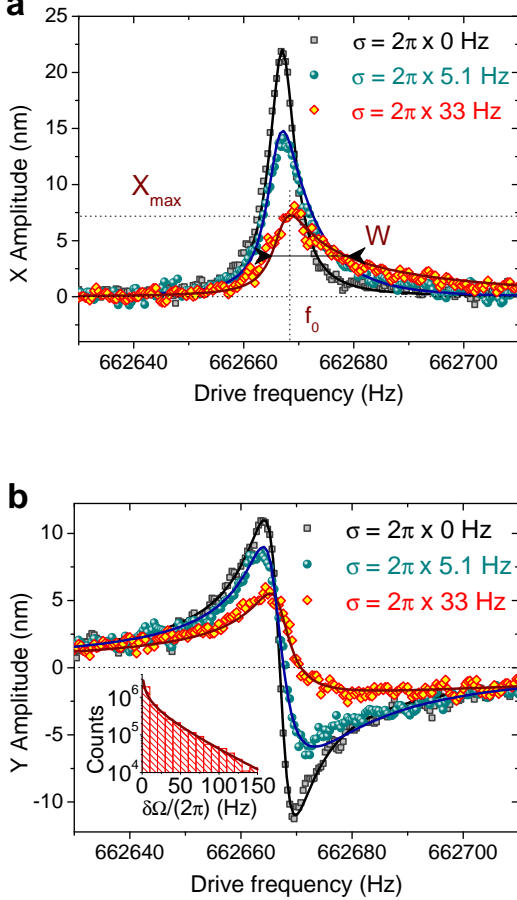 a
25
20
15
10
5
0
X Amplitude (nm)
σ = 2π x 0 Hz
σ = 2π x 5.1 Hz
σ = 2π x 33 Hz
Xmax
W
f0
662640 662660 662680 662700
Drive frequency (Hz)
b
10
5
0
-5
-10
Y Amplitude (nm)
σ = 2π x 0 Hz
σ = 2π x 5.1 Hz
σ = 2π x 33 Hz
10^6
10^5
10^4
Counts
0 50 100 150
δΩ/(2π) (Hz)
662640 662660 662680 662700
Drive frequency (Hz)